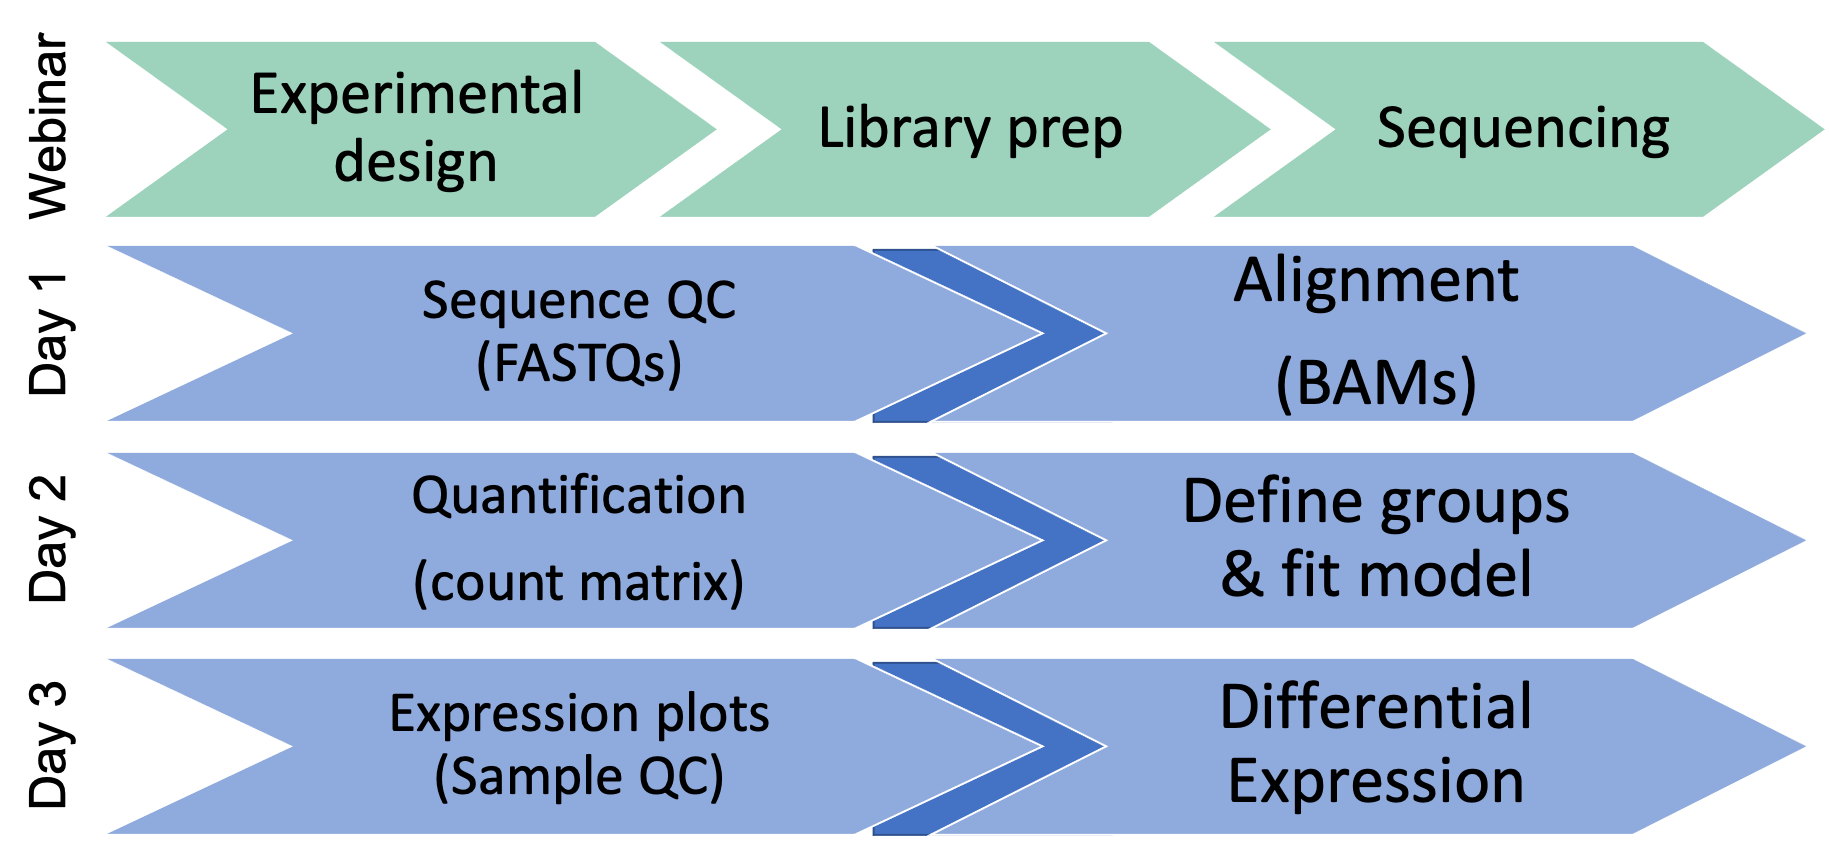 Webinar
Experimental
design
Library prep
Sequencing
Day 1
Sequence QC
(FASTQs)
Alignment
(BAMs)
Day 2
Quantification
(count matrix)
Define groups
& fit model
Day 3
Expression plots
(Sample QC)
Differential
Expression